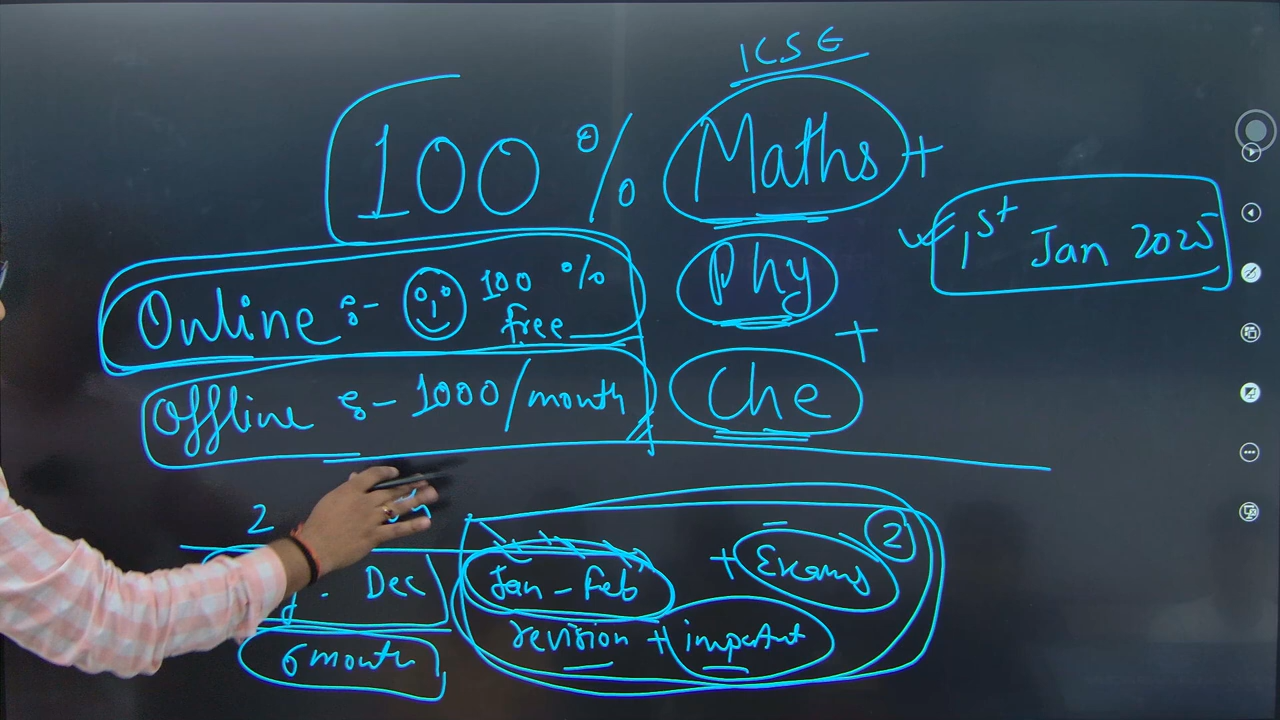 ICSE
100 % Maths +
1st Jan 2025
Phy
Online :- 100 %
free
+
Offline :- 1000/month
Che
2
2
Dec
Jan - Feb
+ Exams
revision + important
6 month